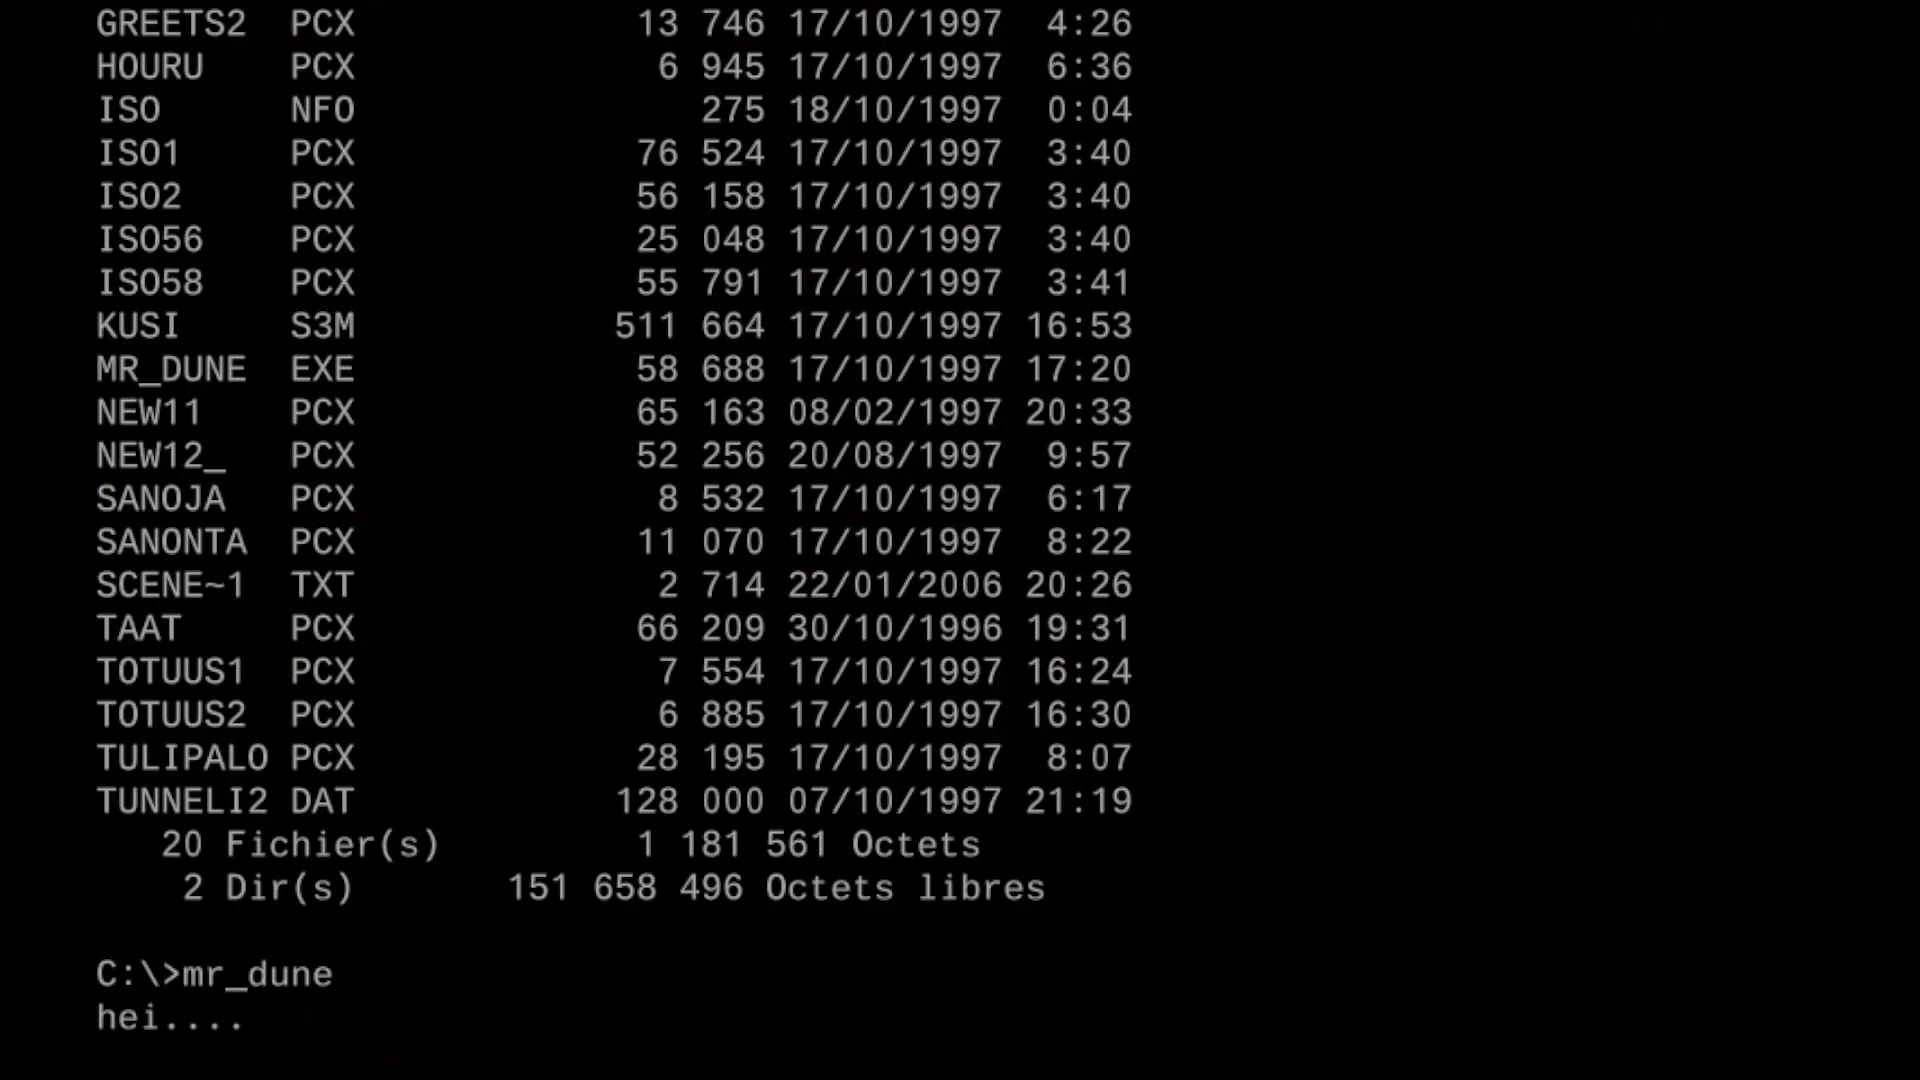 GREETS2  PCX             13 746 17/10/1997  4:26
HOURU    PCX              6 945 17/10/1997  6:36
ISO      NFO                275 18/10/1997  0:04
ISO1     PCX             76 524 17/10/1997  3:40
ISO2     PCX             56 158 17/10/1997  3:40
ISO56    PCX             25 048 17/10/1997  3:40
ISO58    PCX             55 791 17/10/1997  3:41
KUSI     S3M            511 664 17/10/1997 16:53
MR_DUNE  EXE             58 688 17/10/1997 17:20
NEW11    PCX             65 163 08/02/1997 20:33
NEW12_   PCX             52 256 20/08/1997  9:57
SANOJA   PCX              8 532 17/10/1997  6:17
SANONTA  PCX             11 070 17/10/1997  8:22
SCENE~1  TXT              2 714 22/01/2006 20:26
TAAT     PCX             66 209 30/10/1996 19:31
TOTUUS1  PCX              7 554 17/10/1997 16:24
TOTUUS2  PCX              6 885 17/10/1997 16:30
TULIPALO PCX             28 195 17/10/1997  8:07
TUNNELI2 DAT            128 000 07/10/1997 21:19
   20 Fichier(s)         1 181 561 Octets
    2 Dir(s)       151 658 496 Octets libres
C:\>mr_dune
hei....